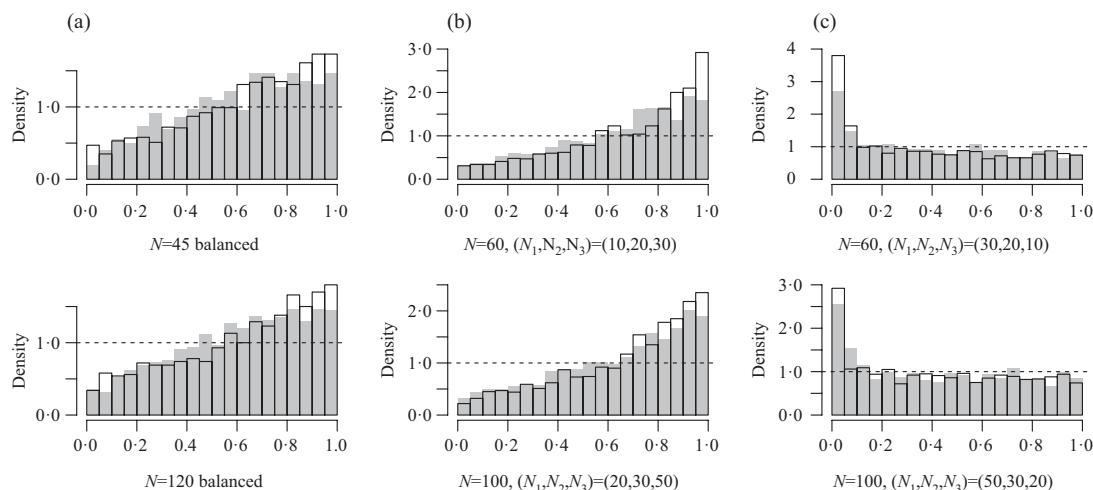 (a) (b) (c)
Density
1·0
0·0
0·0 0·2 0·4 0·6 0·8 1·0
N=45 balanced
Density
3·0
2·0
1·0
0·0
0·0 0·2 0·4 0·6 0·8 1·0
N=60, (N₁,N₂,N₃)=(10,20,30)
Density
4
3
2
1
0
0·0 0·2 0·4 0·6 0·8 1·0
N=60, (N₁,N₂,N₃)=(30,20,10)
Density
1·0
0·0
0·0 0·2 0·4 0·6 0·8 1·0
N=120 balanced
Density
2·0
1·0
0·0
0·0 0·2 0·4 0·6 0·8 1·0
N=100, (N₁,N₂,N₃)=(20,30,50)
Density
3·0
2·0
1·0
0·0
0·0 0·2 0·4 0·6 0·8 1·0
N=100, (N₁,N₂,N₃)=(50,30,20)